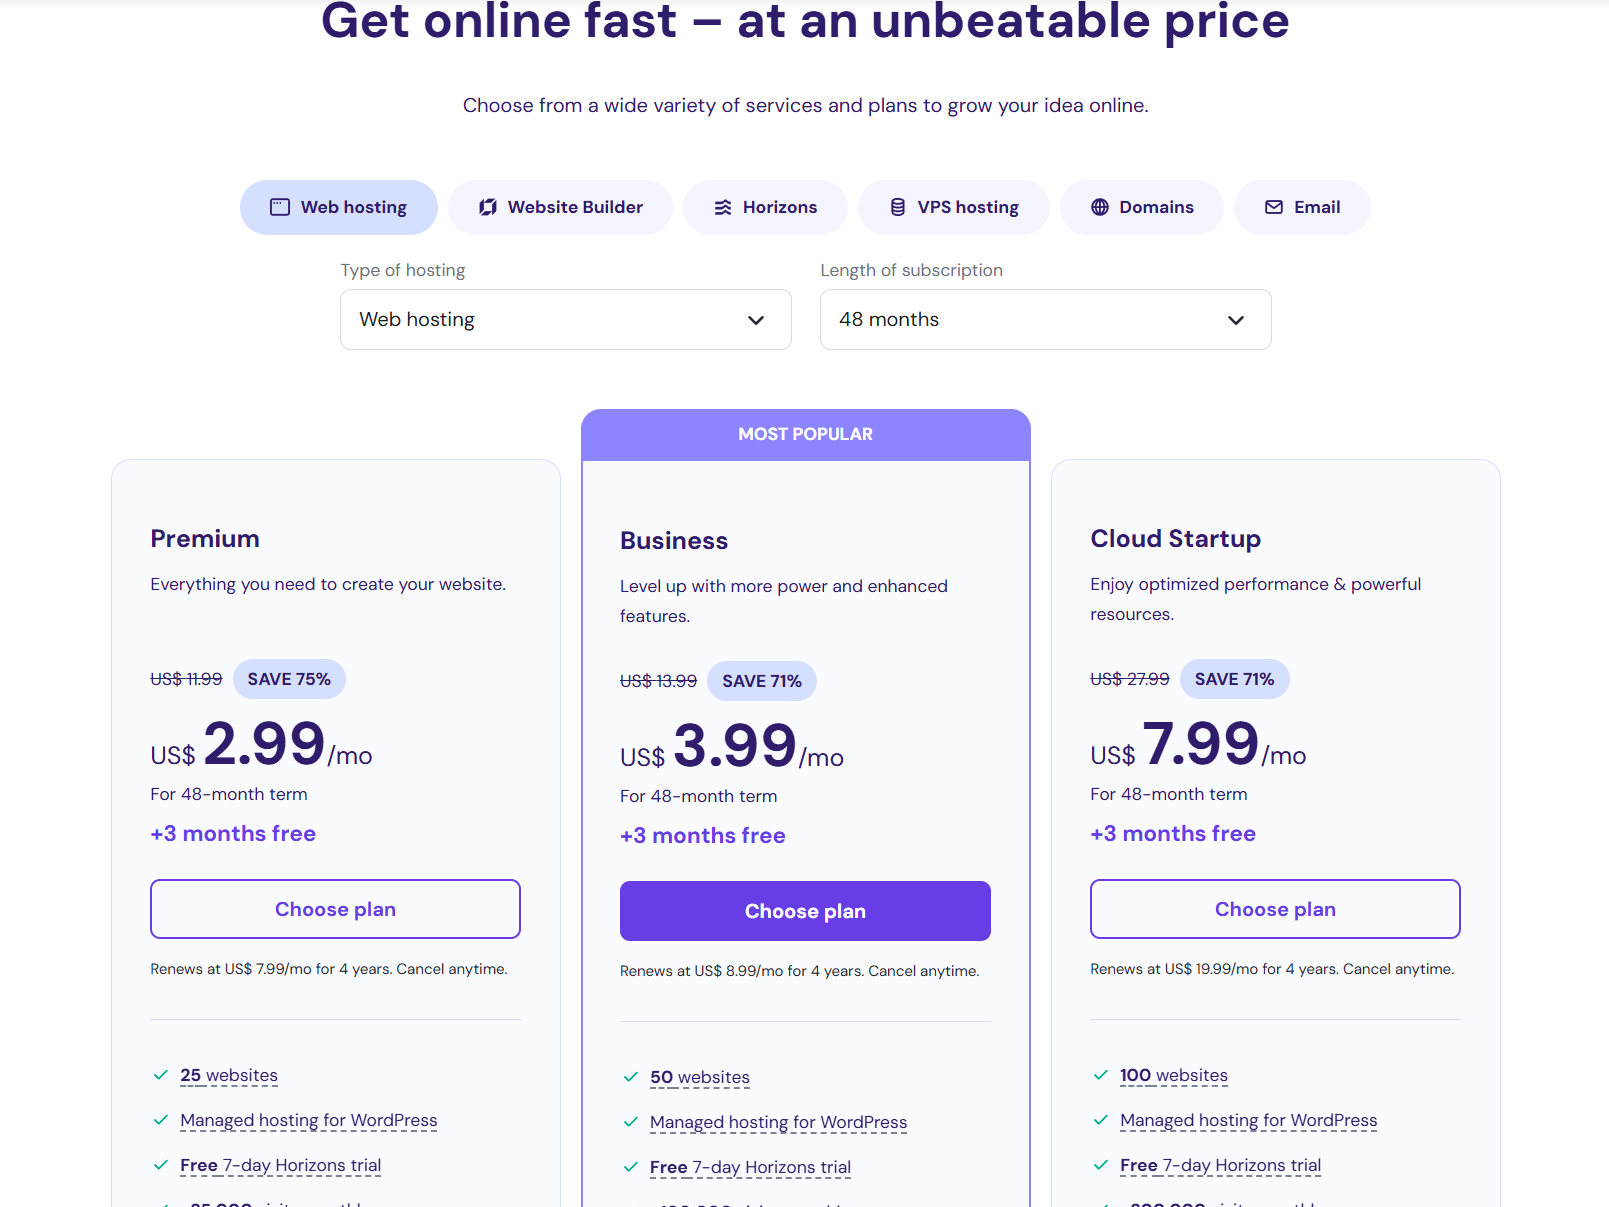 Get online fast – at an unbeatable price
Choose from a wide variety of services and plans to grow your idea online.
Web hosting
Website Builder
Horizons
VPS hosting
Domains
Email
Type of hosting
Length of subscription
Web hosting
48 months
MOST POPULAR
Premium
Everything you need to create your website.
US$ 11.99 SAVE 75%
US$ 2.99/mo
For 48-month term
+3 months free
Choose plan
Renews at US$ 7.99/mo for 4 years. Cancel anytime.
25 websites
Managed hosting for WordPress
Free 7-day Horizons trial
Business
Level up with more power and enhanced
features.
US$ 13.99 SAVE 71%
US$ 3.99/mo
For 48-month term
+3 months free
Choose plan
Renews at US$ 8.99/mo for 4 years. Cancel anytime.
50 websites
Managed hosting for WordPress
Free 7-day Horizons trial
Cloud Startup
Enjoy optimized performance & powerful
resources.
US$ 27.99 SAVE 71%
US$ 7.99/mo
For 48-month term
+3 months free
Choose plan
Renews at US$ 19.99/mo for 4 years. Cancel anytime.
100 websites
Managed hosting for WordPress
Free 7-day Horizons trial